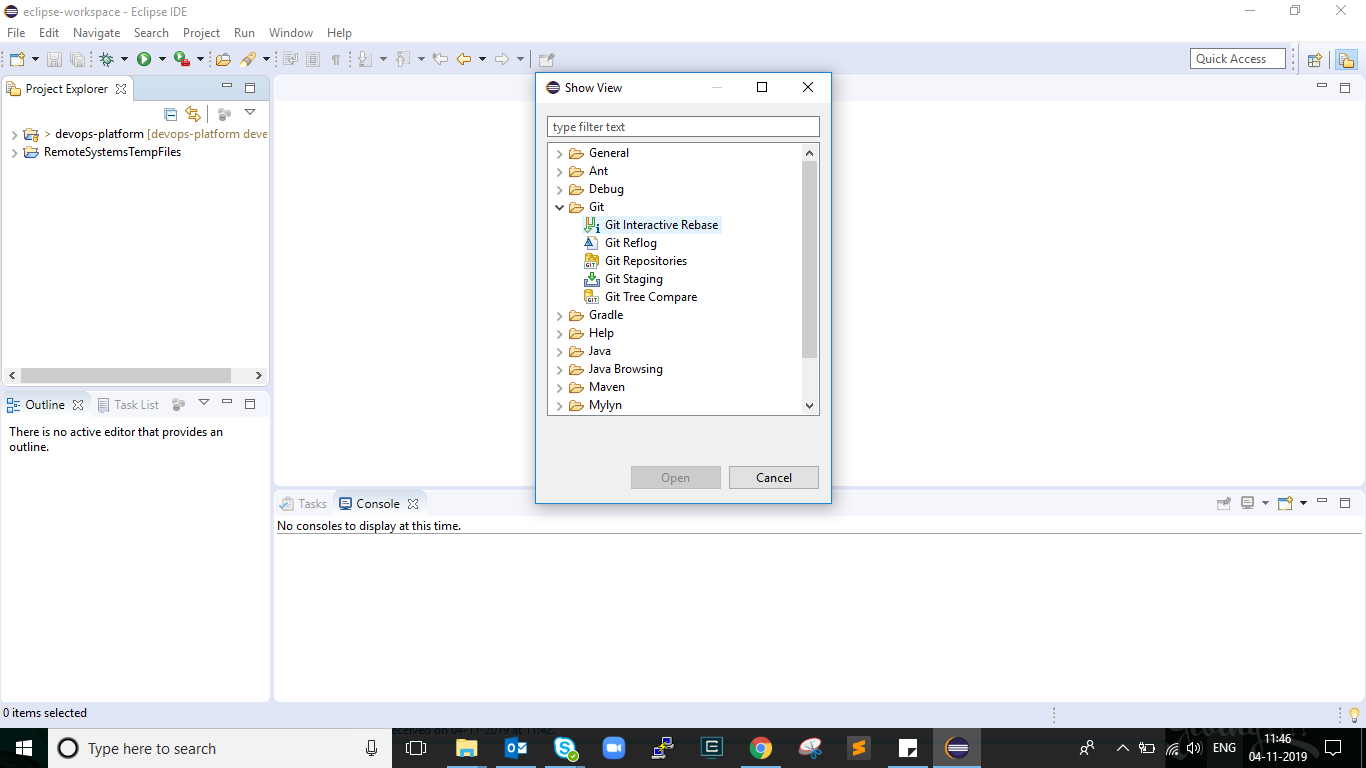 eclipse-workspace - Eclipse IDE
File Edit Navigate Search Project Run Window Help
Quick Access
Project Explorer
> devops-platform [devops-platform deve
RemoteSystemsTempFiles
Outline
Task List
There is no active editor that provides an
outline.
Show View
type filter text
General
Ant
Debug
Git
Git Interactive Rebase
Git Reflog
Git Repositories
Git Staging
Git Tree Compare
Gradle
Help
Java
Java Browsing
Maven
Mylyn
Open
Cancel
Tasks
Console
No consoles to display at this time.
0 items selected
received on 04-11-2019 at 11:42.
Type here to search
ENG
11:46
04-11-2019